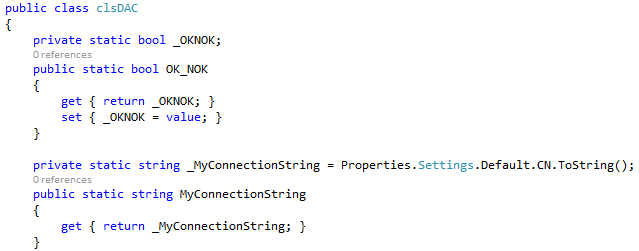 public class clsDAC
{
    private static bool _OKNOK;
    0 references
    public static bool OK_NOK
    {
        get { return _OKNOK; }
        set { _OKNOK = value; }
    }

    private static string _MyConnectionString = Properties.Settings.Default.CN.ToString();
    0 references
    public static string MyConnectionString
    {
        get { return _MyConnectionString; }
    }